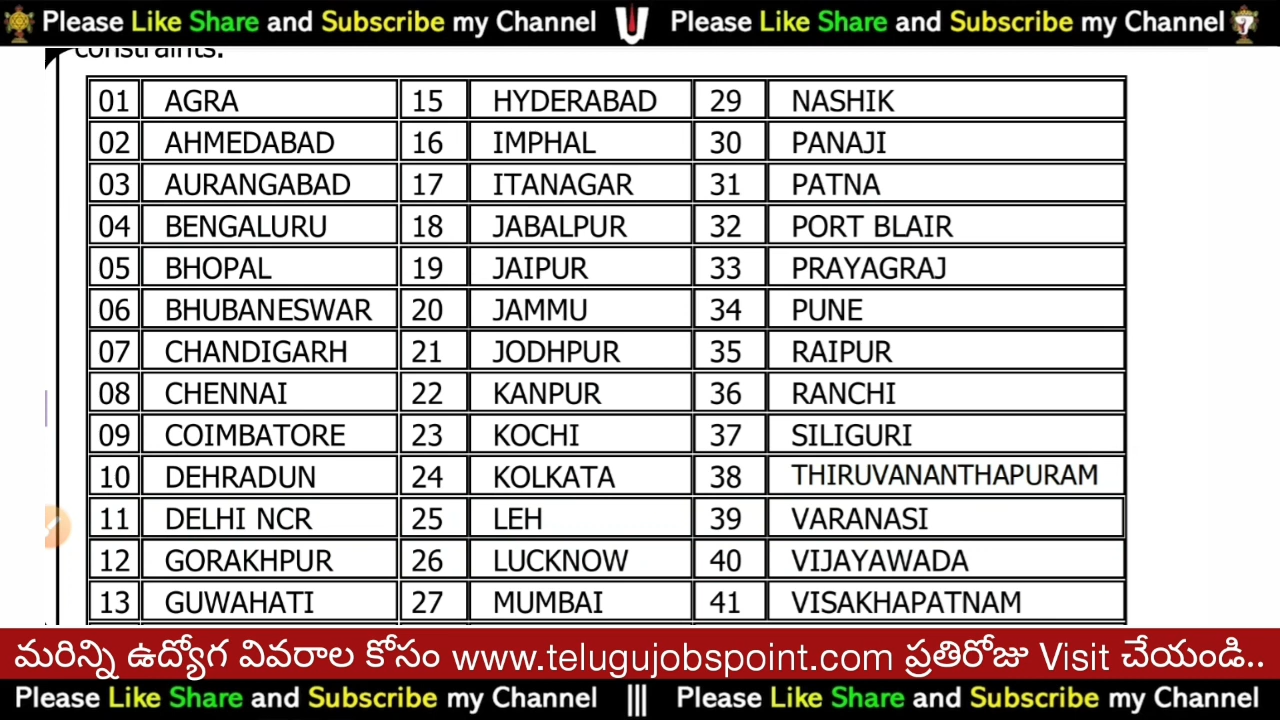 Please Like Share and Subscribe my Channel Please Like Share and Subscribe my Channel
constraints.
01 AGRA 15 HYDERABAD 29 NASHIK
02 AHMEDABAD 16 IMPHAL 30 PANAJI
03 AURANGABAD 17 ITANAGAR 31 PATNA
04 BENGALURU 18 JABALPUR 32 PORT BLAIR
05 BHOPAL 19 JAIPUR 33 PRAYAGRAJ
06 BHUBANESWAR 20 JAMMU 34 PUNE
07 CHANDIGARH 21 JODHPUR 35 RAIPUR
08 CHENNAI 22 KANPUR 36 RANCHI
09 COIMBATORE 23 KOCHI 37 SILIGURI
10 DEHRADUN 24 KOLKATA 38 THIRUVANANTHAPURAM
11 DELHI NCR 25 LEH 39 VARANASI
12 GORAKHPUR 26 LUCKNOW 40 VIJAYAWADA
13 GUWAHATI 27 MUMBAI 41 VISAKHAPATNAM
మరిన్ని ఉద్యోగ వివరాల కోసం www.telugujobspoint.com ప్రతిరోజు Visit చేయండి..
Please Like Share and Subscribe my Channel ||| Please Like Share and Subscribe my Channel